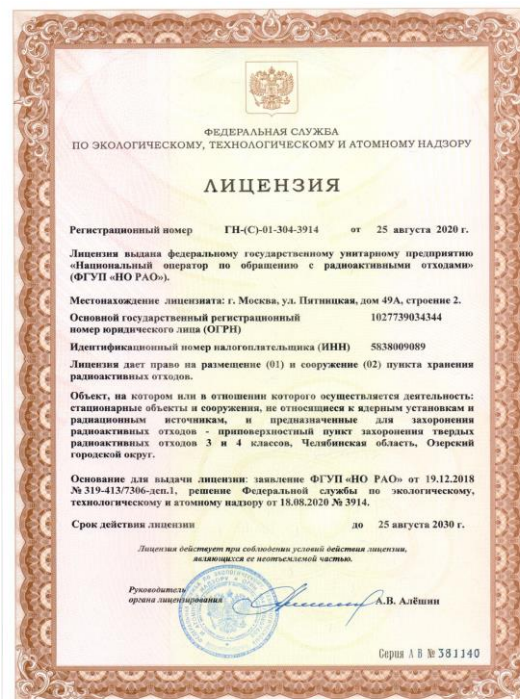 ФЕДЕРАЛЬНАЯ СЛУЖБА
ПО ЭКОЛОГИЧЕСКОМУ, ТЕХНОЛОГИЧЕСКОМУ И АТОМНОМУ НАДЗОРУ
ЛИЦЕНЗИЯ
Регистрационный номер ГН-(С)-01-304-3914 от 25 августа 2020 г.
Лицензия выдана федеральному государственному унитарному предприятию
«Национальный оператор по обращению с радиоактивными отходами»
(ФГУП «НО РАО»).
Местонахождение лицензиата: г. Москва, ул. Пятницкая, дом 49А, строение 2.
Основной государственный регистрационный 1027739034344
номер юридического лица (ОГРН)
Идентификационный номер налогоплательщика (ИНН) 5838009089
Лицензия дает право на размещение (01) и сооружение (02) пункта хранения
радиоактивных отходов.
Объект, на котором или в отношении которого осуществляется деятельность:
стационарные объекты и сооружения, не относящиеся к ядерным установкам и
радиационным источникам, и предназначенные для захоронения
радиоактивных отходов - приповерхностный пункт захоронения твердых
радиоактивных отходов 3 и 4 классов, Челябинская область, Озерский
городской округ.
Основание для выдачи лицензии: заявление ФГУП «НО РАО» от 19.12.2018
№ 319-413/7306-дсп.1, решение Федеральной службы по экологическому,
технологическому и атомному надзору от 18.08.2020 № 3914.
Срок действия лицензии до 25 августа 2030 г.
Лицензия действует при соблюдении условий действия лицензии,
являющихся ее неотъемлемой частью.
Руководитель
органа лицензирования А.В. Алёшин
Серия А В № 381140